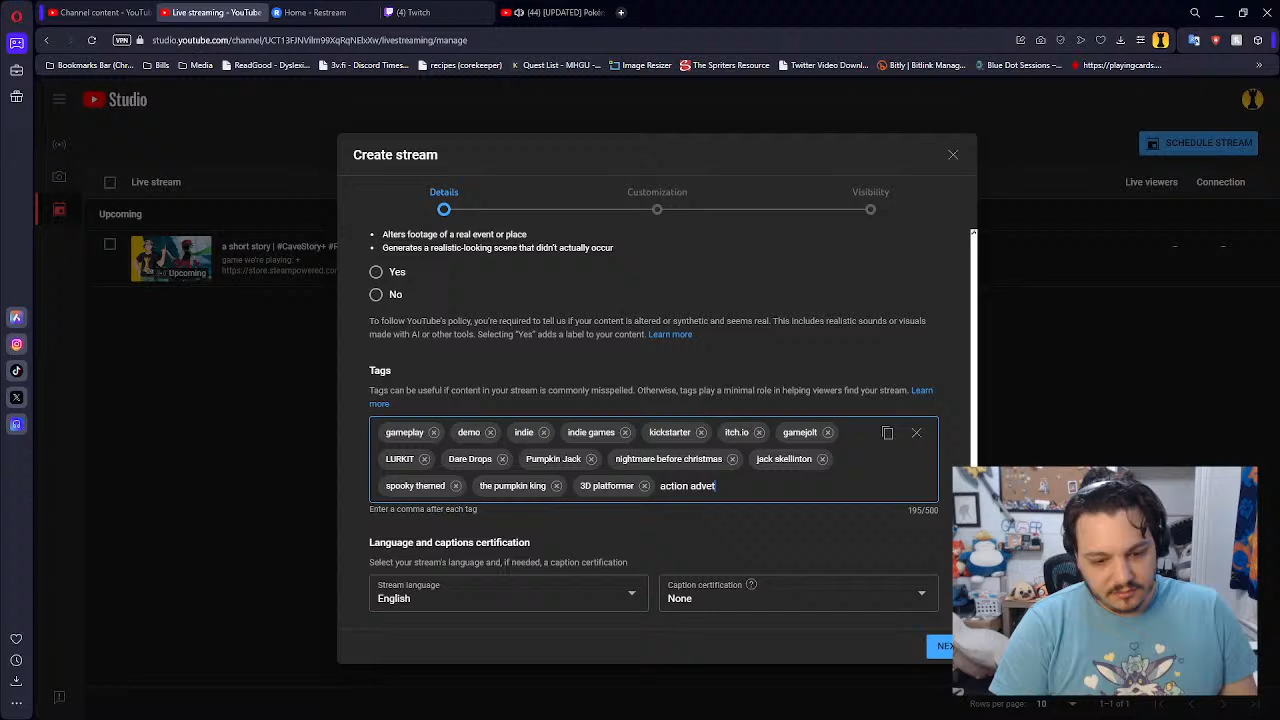 Channel content - YouTu
Live streaming - YouTube
Home - Restream
(4) Twitch
(44) [UPDATED] Pokér
VPN
studio.youtube.com/channel/UCT13FJNVilm99XqRqNElxXw/livestreaming/manage
Bookmarks Bar (Chr...
Bills
Media
ReadGood - Dyslexi...
3v.fi - Discord Times...
recipes (corekeeper)
Quest List - MHGU -...
Image Resizer
The Spriters Resource
Twitter Video Down...
Bitly | Bitlink Manag...
Blue Dot Sessions –...
https://playingcards....
Studio
SCHEDULE STREAM
Create stream
Live stream
Live viewers
Connection
Details
Customization
Visibility
Upcoming
a short story | #CaveStory+ #F
game we're playing: +
https://store.steampowered.com
Upcoming
• Alters footage of a real event or place
• Generates a realistic-looking scene that didn't actually occur
Yes
No
To follow YouTube's policy, you're required to tell us if your content is altered or synthetic and seems real. This includes realistic sounds or visuals
made with AI or other tools. Selecting "Yes" adds a label to your content. Learn more
Tags
Tags can be useful if content in your stream is commonly misspelled. Otherwise, tags play a minimal role in helping viewers find your stream. Learn
more
gameplay demo indie indie games kickstarter itch.io gamejolt
LURKIT Dare Drops Pumpkin Jack nightmare before christmas jack skellinton
spooky themed the pumpkin king 3D platformer action advet
Enter a comma after each tag
195/500
Language and captions certification
Select your stream's language and, if needed, a caption certification
Stream language
English
Caption certification
None
NEX
Rows per page: 10
1–1 of 1